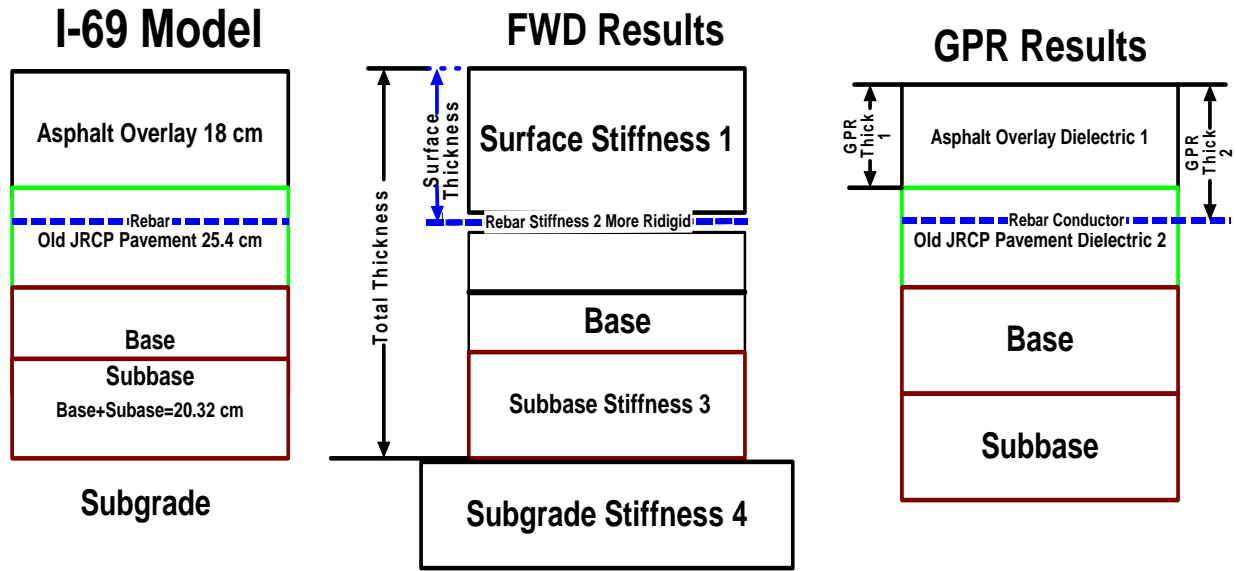 I-69 Model
Asphalt Overlay 18 cm
Rebar
Old JRCP Pavement 25.4 cm
Base
Subbase
Base+Subase=20.32 cm
Subgrade
FWD Results
Total Thickness
Surface
Thickness
Surface Stiffness 1
Rebar Stiffness 2 More Ridigid
Base
Subbase Stiffness 3
Subgrade Stiffness 4
GPR Results
GPR
Thick
1
Asphalt Overlay Dielectric 1
GPR
Thick
2
Rebar Conductor
Old JRCP Pavement Dielectric 2
Base
Subbase